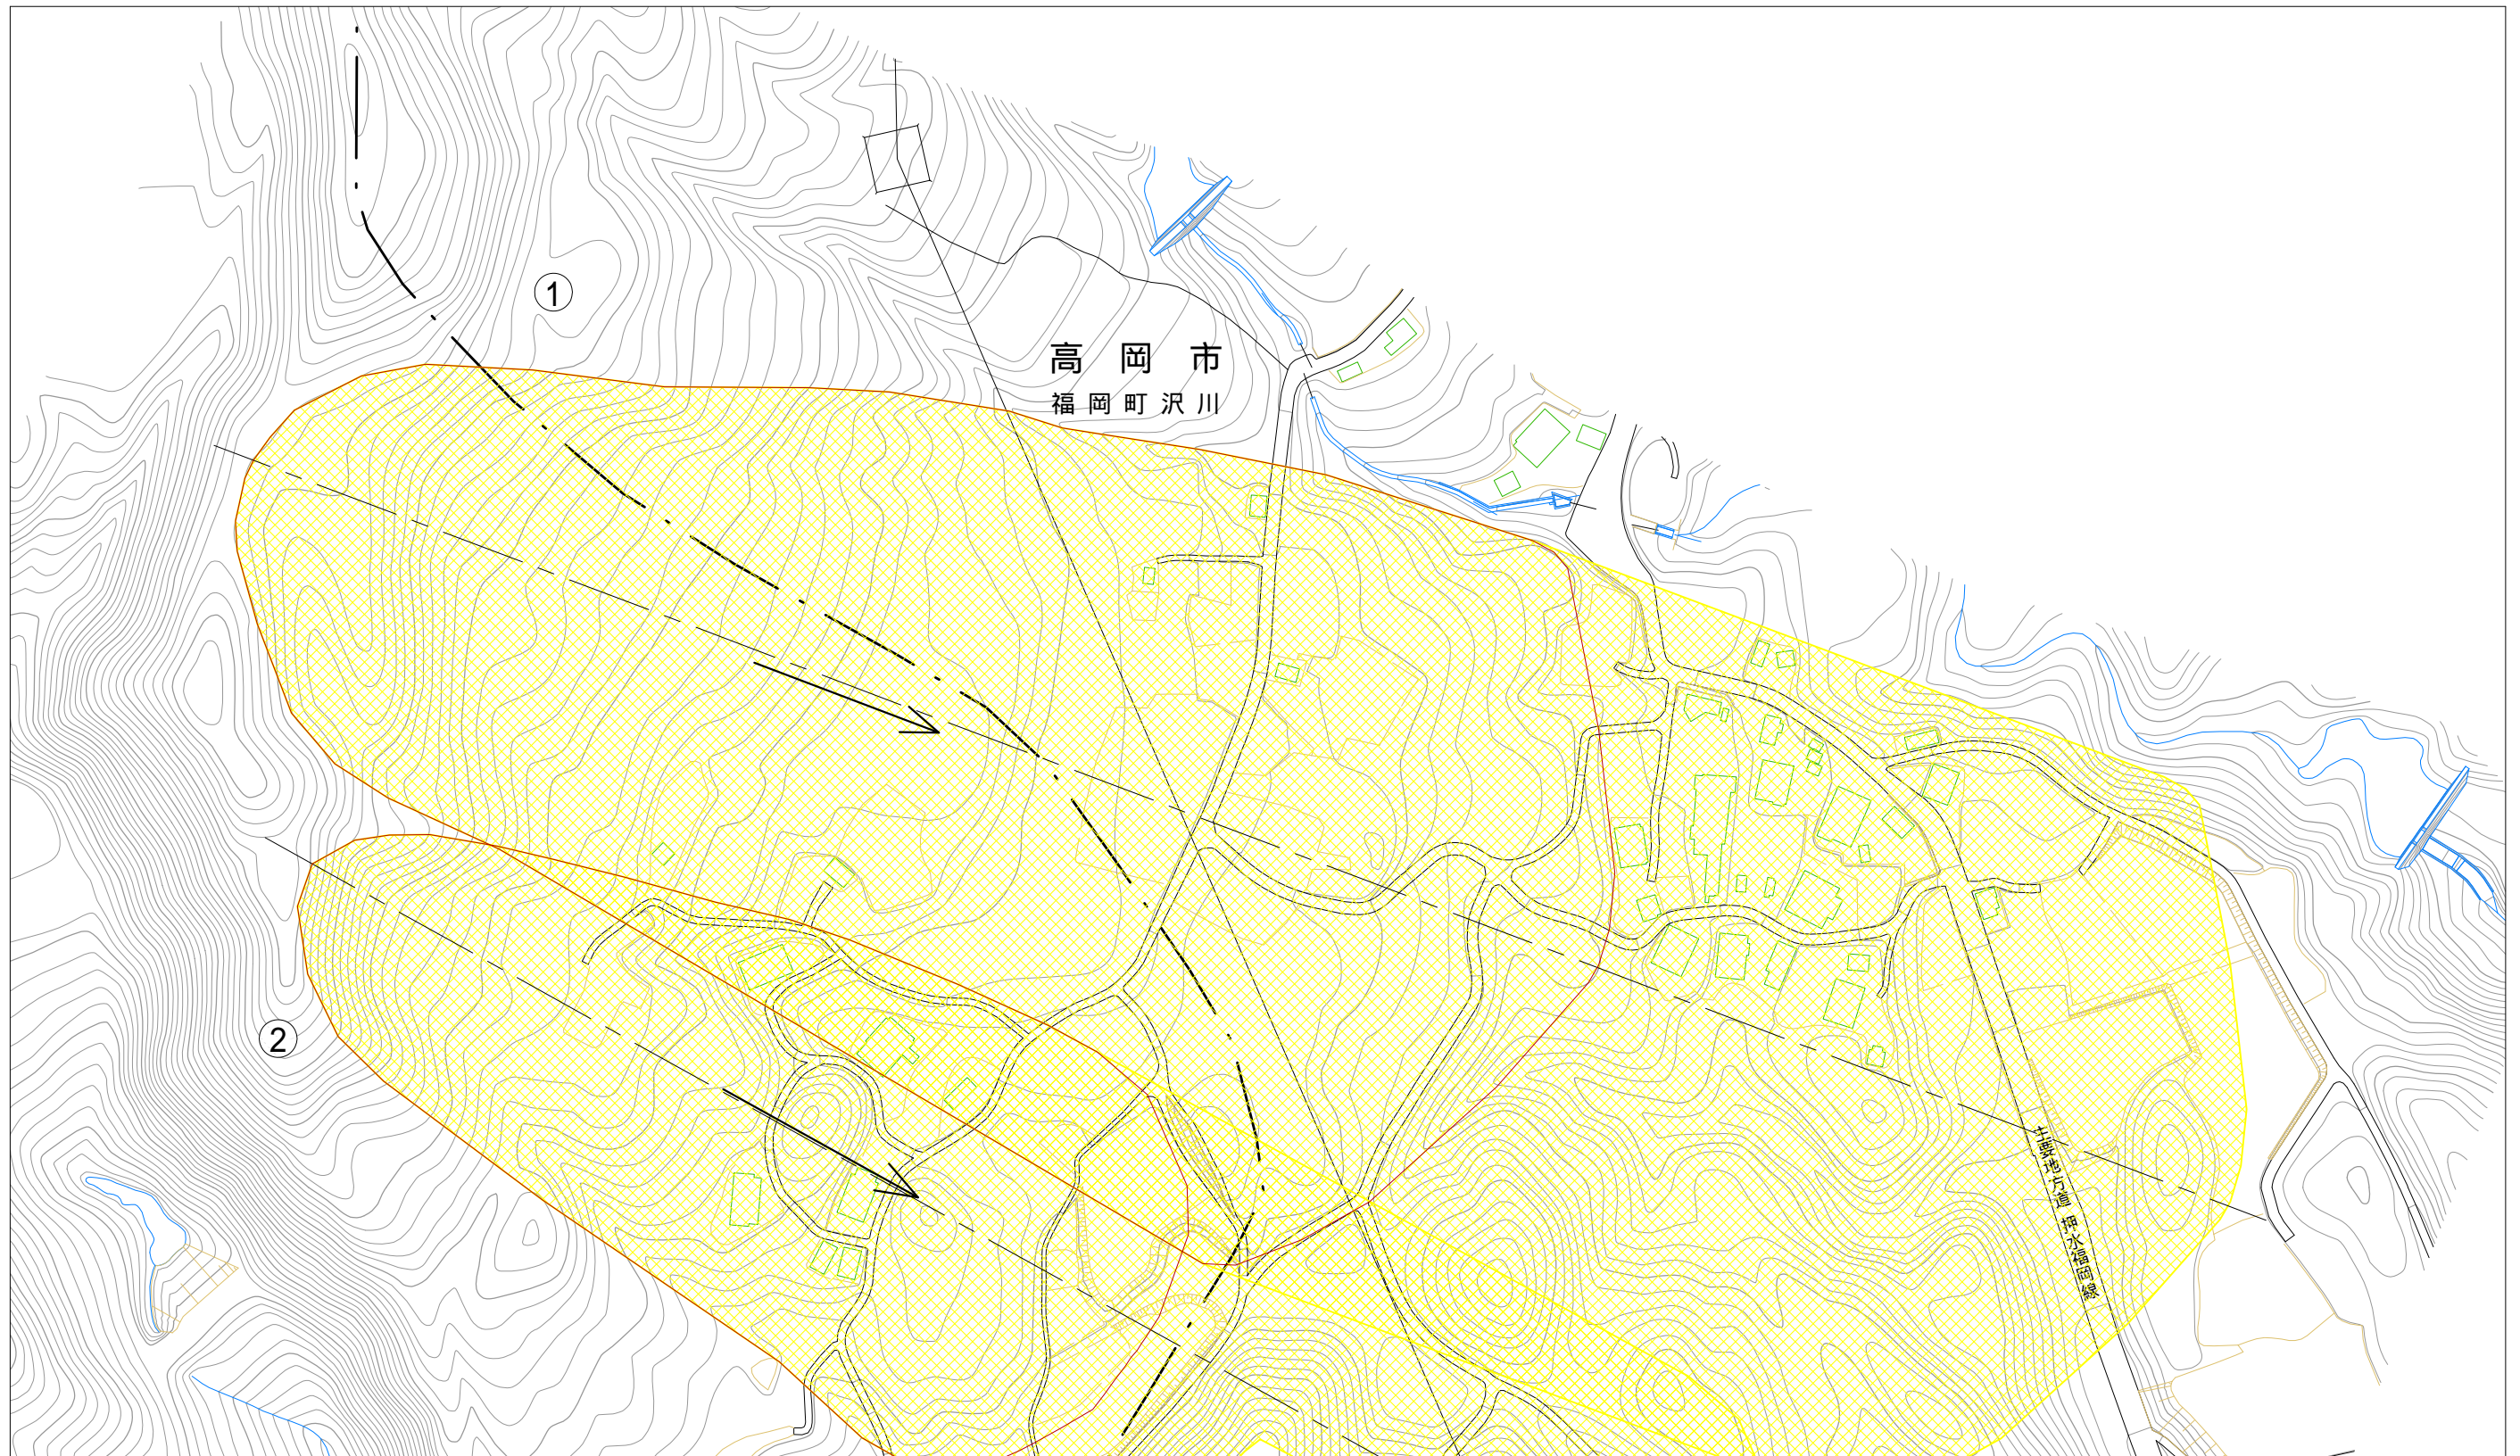 ①
高岡市
福岡町沢川
②
主要地方道 押水福岡線